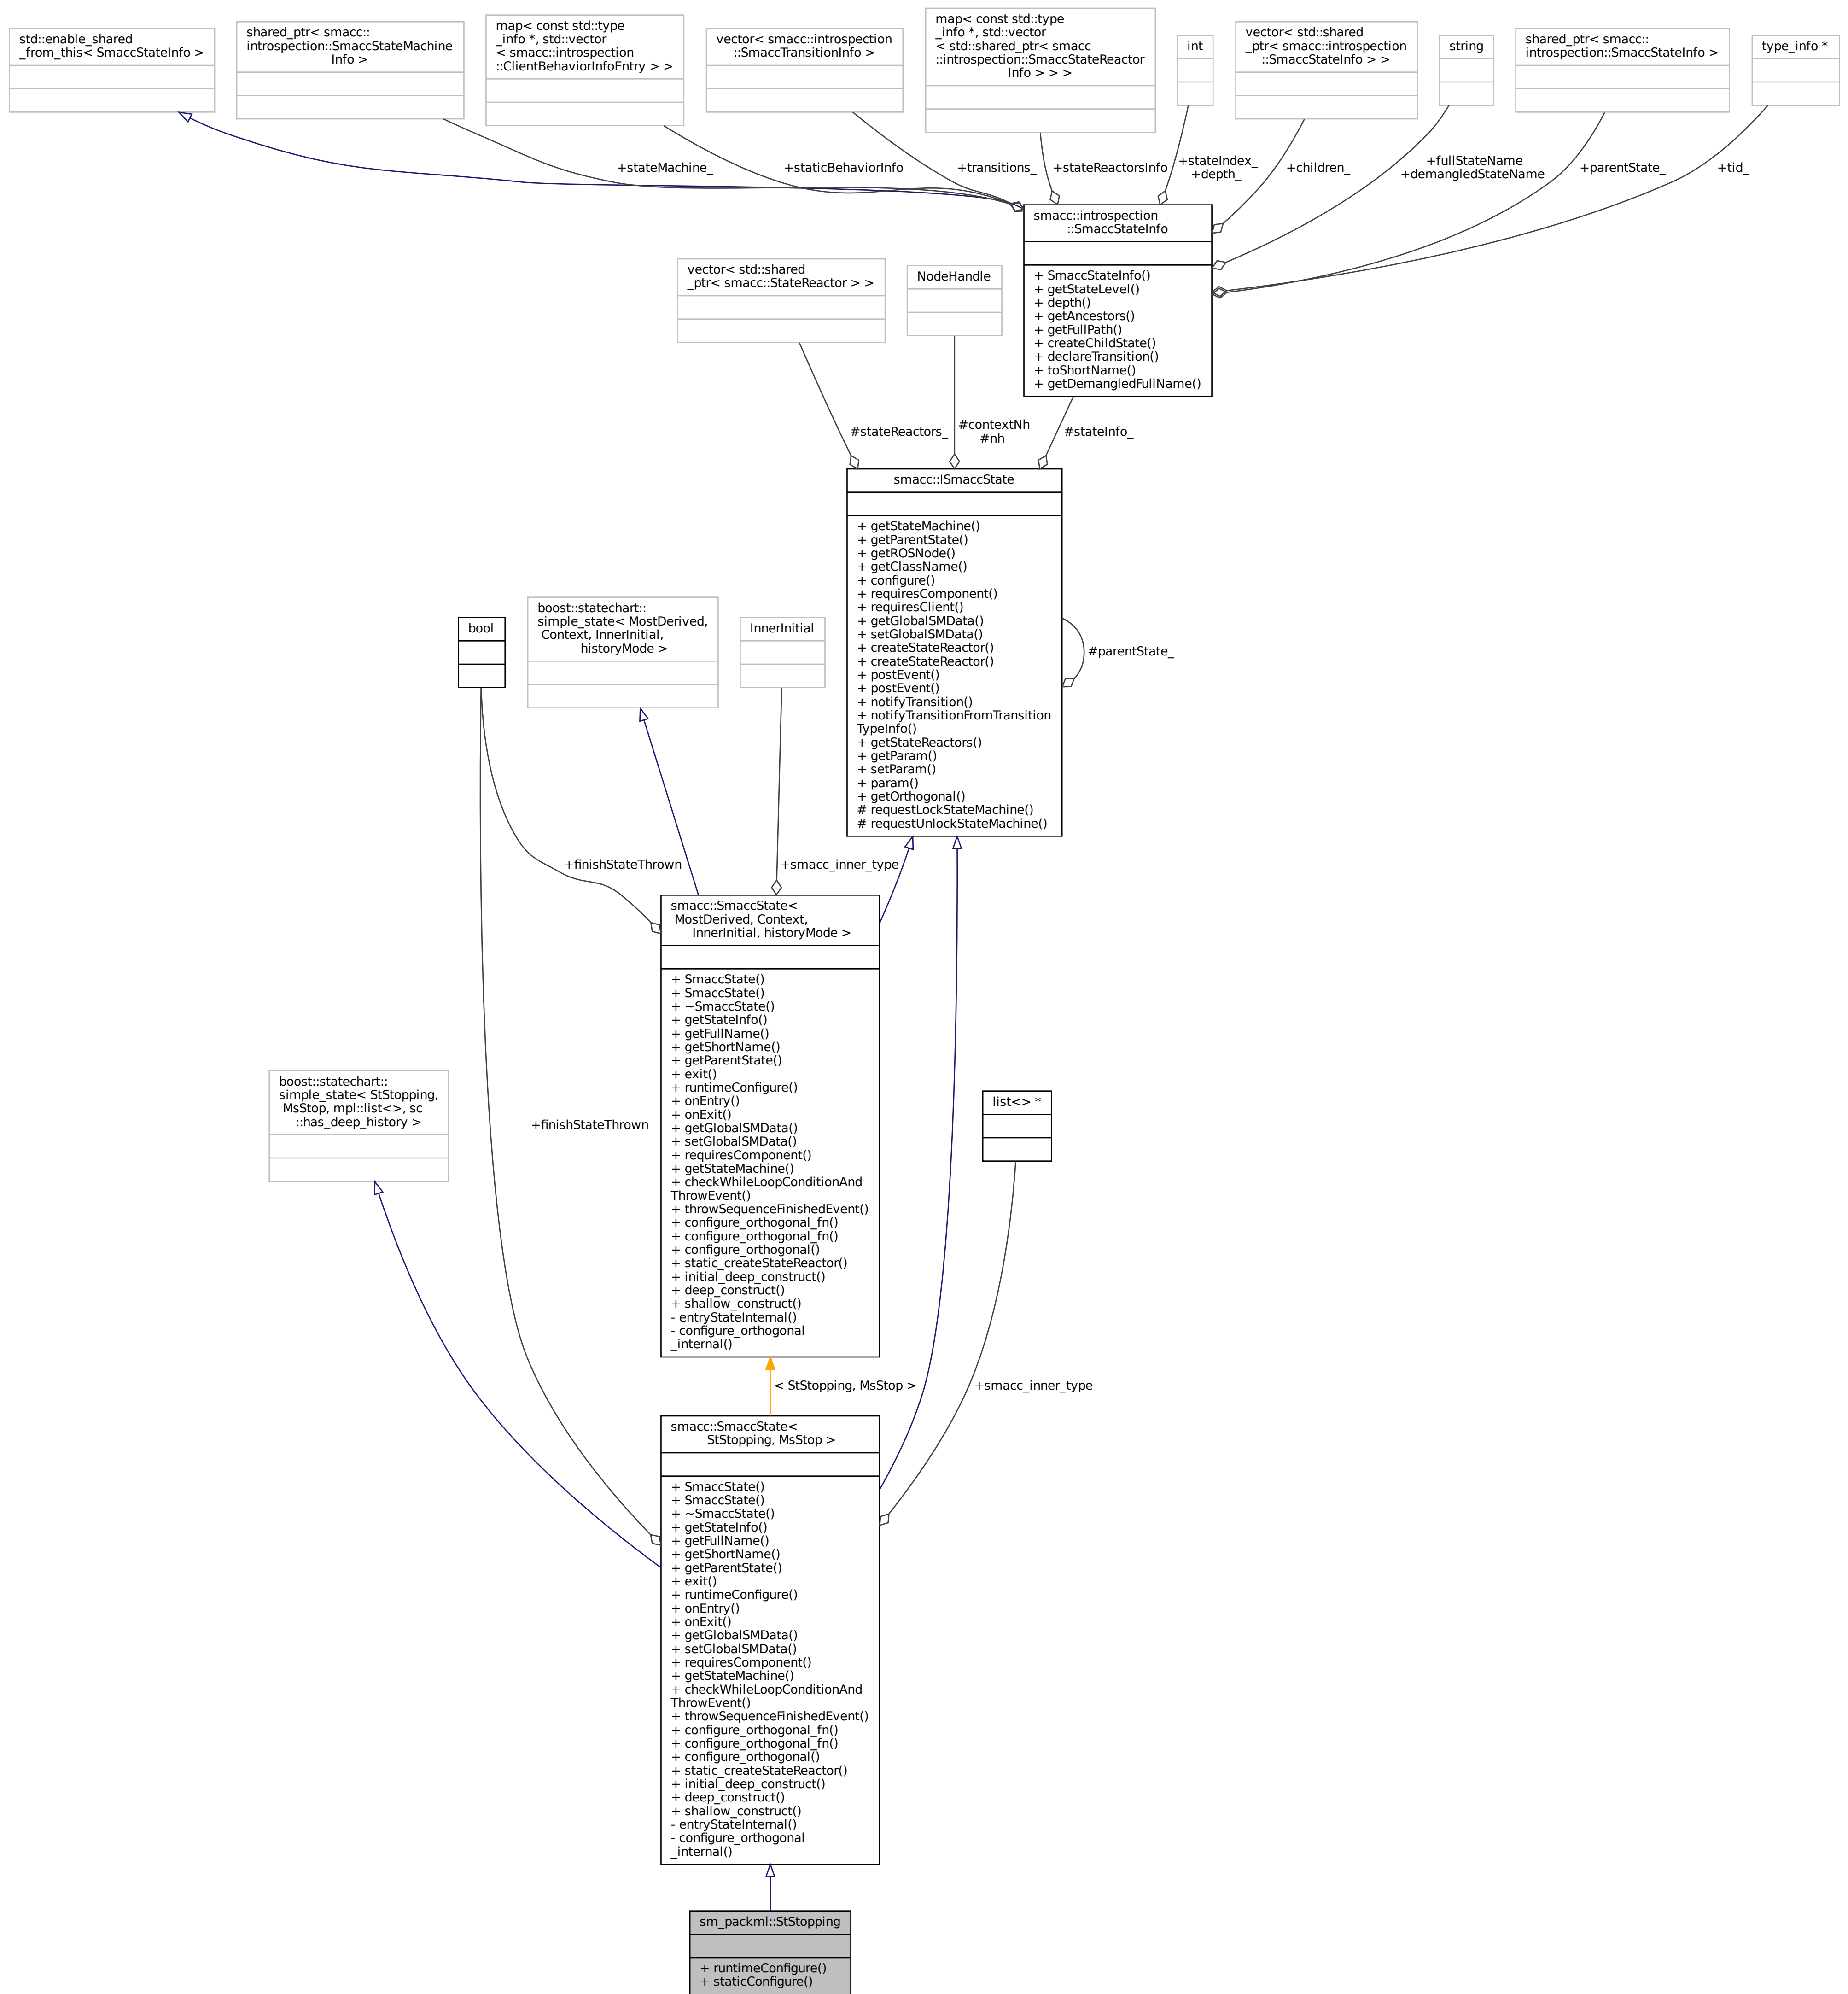 std::enable_shared
_from_this< SmaccStateInfo >
shared_ptr< smacc::
introspection::SmaccStateMachine
Info >
map< const std::type
_info *, std::vector
< smacc::introspection
::ClientBehaviorInfoEntry > >
vector< smacc::introspection
::SmaccTransitionInfo >
map< const std::type
_info *, std::vector
< std::shared_ptr< smacc
::introspection::SmaccStateReactor
Info > > >
int
vector< std::shared
_ptr< smacc::introspection
::SmaccStateInfo > >
string
shared_ptr< smacc::
introspection::SmaccStateInfo >
type_info *
+stateMachine_
+staticBehaviorInfo
+transitions_
+stateReactorsInfo
+stateIndex_
+depth_
+children_
+fullStateName
+demangledStateName
+parentState_
+tid_
smacc::introspection
::SmaccStateInfo
+ SmaccStateInfo()
+ getStateLevel()
+ depth()
+ getAncestors()
+ getFullPath()
+ createChildState()
+ declareTransition()
+ toShortName()
+ getDemangledFullName()
vector< std::shared
_ptr< smacc::StateReactor > >
NodeHandle
#stateReactors_
#contextNh
#nh
#stateInfo_
smacc::ISmaccState
+ getStateMachine()
+ getParentState()
+ getROSNode()
+ getClassName()
+ configure()
+ requiresComponent()
+ requiresClient()
+ getGlobalSMData()
+ setGlobalSMData()
+ createStateReactor()
+ createStateReactor()
+ postEvent()
+ postEvent()
+ notifyTransition()
+ notifyTransitionFromTransition
TypeInfo()
+ getStateReactors()
+ getParam()
+ setParam()
+ param()
+ getOrthogonal()
# requestLockStateMachine()
# requestUnlockStateMachine()
#parentState_
bool
boost::statechart::
simple_state< MostDerived,
Context, InnerInitial,
historyMode >
InnerInitial
+finishStateThrown
+smacc_inner_type
smacc::SmaccState<
MostDerived, Context,
InnerInitial, historyMode >
+ SmaccState()
+ SmaccState()
+ ~SmaccState()
+ getStateInfo()
+ getFullName()
+ getShortName()
+ getParentState()
+ exit()
+ runtimeConfigure()
+ onEntry()
+ onExit()
+ getGlobalSMData()
+ setGlobalSMData()
+ requiresComponent()
+ getStateMachine()
+ checkWhileLoopConditionAnd
ThrowEvent()
+ throwSequenceFinishedEvent()
+ configure_orthogonal_fn()
+ configure_orthogonal_fn()
+ configure_orthogonal()
+ static_createStateReactor()
+ initial_deep_construct()
+ deep_construct()
+ shallow_construct()
- entryStateInternal()
- configure_orthogonal
_internal()
boost::statechart::
simple_state< StStopping,
MsStop, mpl::list<>, sc
::has_deep_history >
+finishStateThrown
list<> *
< StStopping, MsStop >
+smacc_inner_type
smacc::SmaccState<
StStopping, MsStop >
+ SmaccState()
+ SmaccState()
+ ~SmaccState()
+ getStateInfo()
+ getFullName()
+ getShortName()
+ getParentState()
+ exit()
+ runtimeConfigure()
+ onEntry()
+ onExit()
+ getGlobalSMData()
+ setGlobalSMData()
+ requiresComponent()
+ getStateMachine()
+ checkWhileLoopConditionAnd
ThrowEvent()
+ throwSequenceFinishedEvent()
+ configure_orthogonal_fn()
+ configure_orthogonal_fn()
+ configure_orthogonal()
+ static_createStateReactor()
+ initial_deep_construct()
+ deep_construct()
+ shallow_construct()
- entryStateInternal()
- configure_orthogonal
_internal()
sm_packml::StStopping
+ runtimeConfigure()
+ staticConfigure()